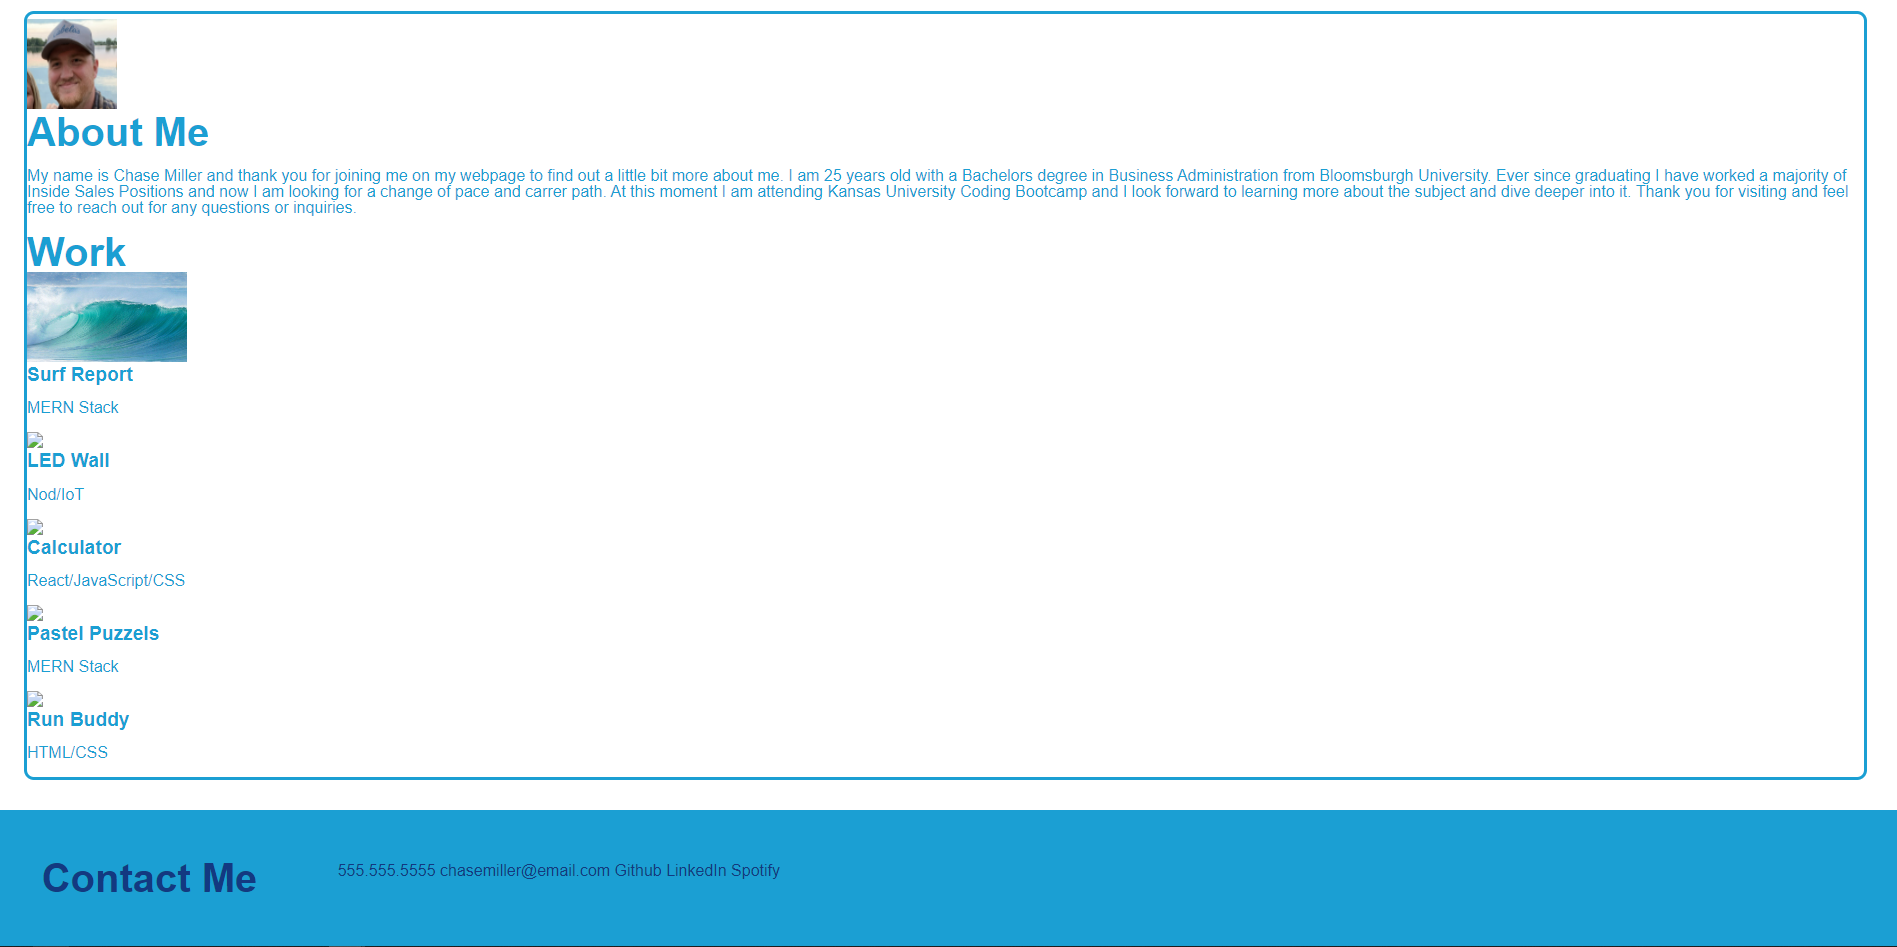 About Me
My name is Chase Miller and thank you for joining me on my webpage to find out a little bit more about me. I am 25 years old with a Bachelors degree in Business Administration from Bloomsburgh University. Ever since graduating I have worked a majority of
Inside Sales Positions and now I am looking for a change of pace and carrer path. At this moment I am attending Kansas University Coding Bootcamp and I look forward to learning more about the subject and dive deeper into it. Thank you for visiting and feel
free to reach out for any questions or inquiries.
Work
Surf Report
MERN Stack
LED Wall
Nod/IoT
Calculator
React/JavaScript/CSS
Pastel Puzzels
MERN Stack
Run Buddy
HTML/CSS
Contact Me
555.555.5555 chasemiller@email.com Github LinkedIn Spotify